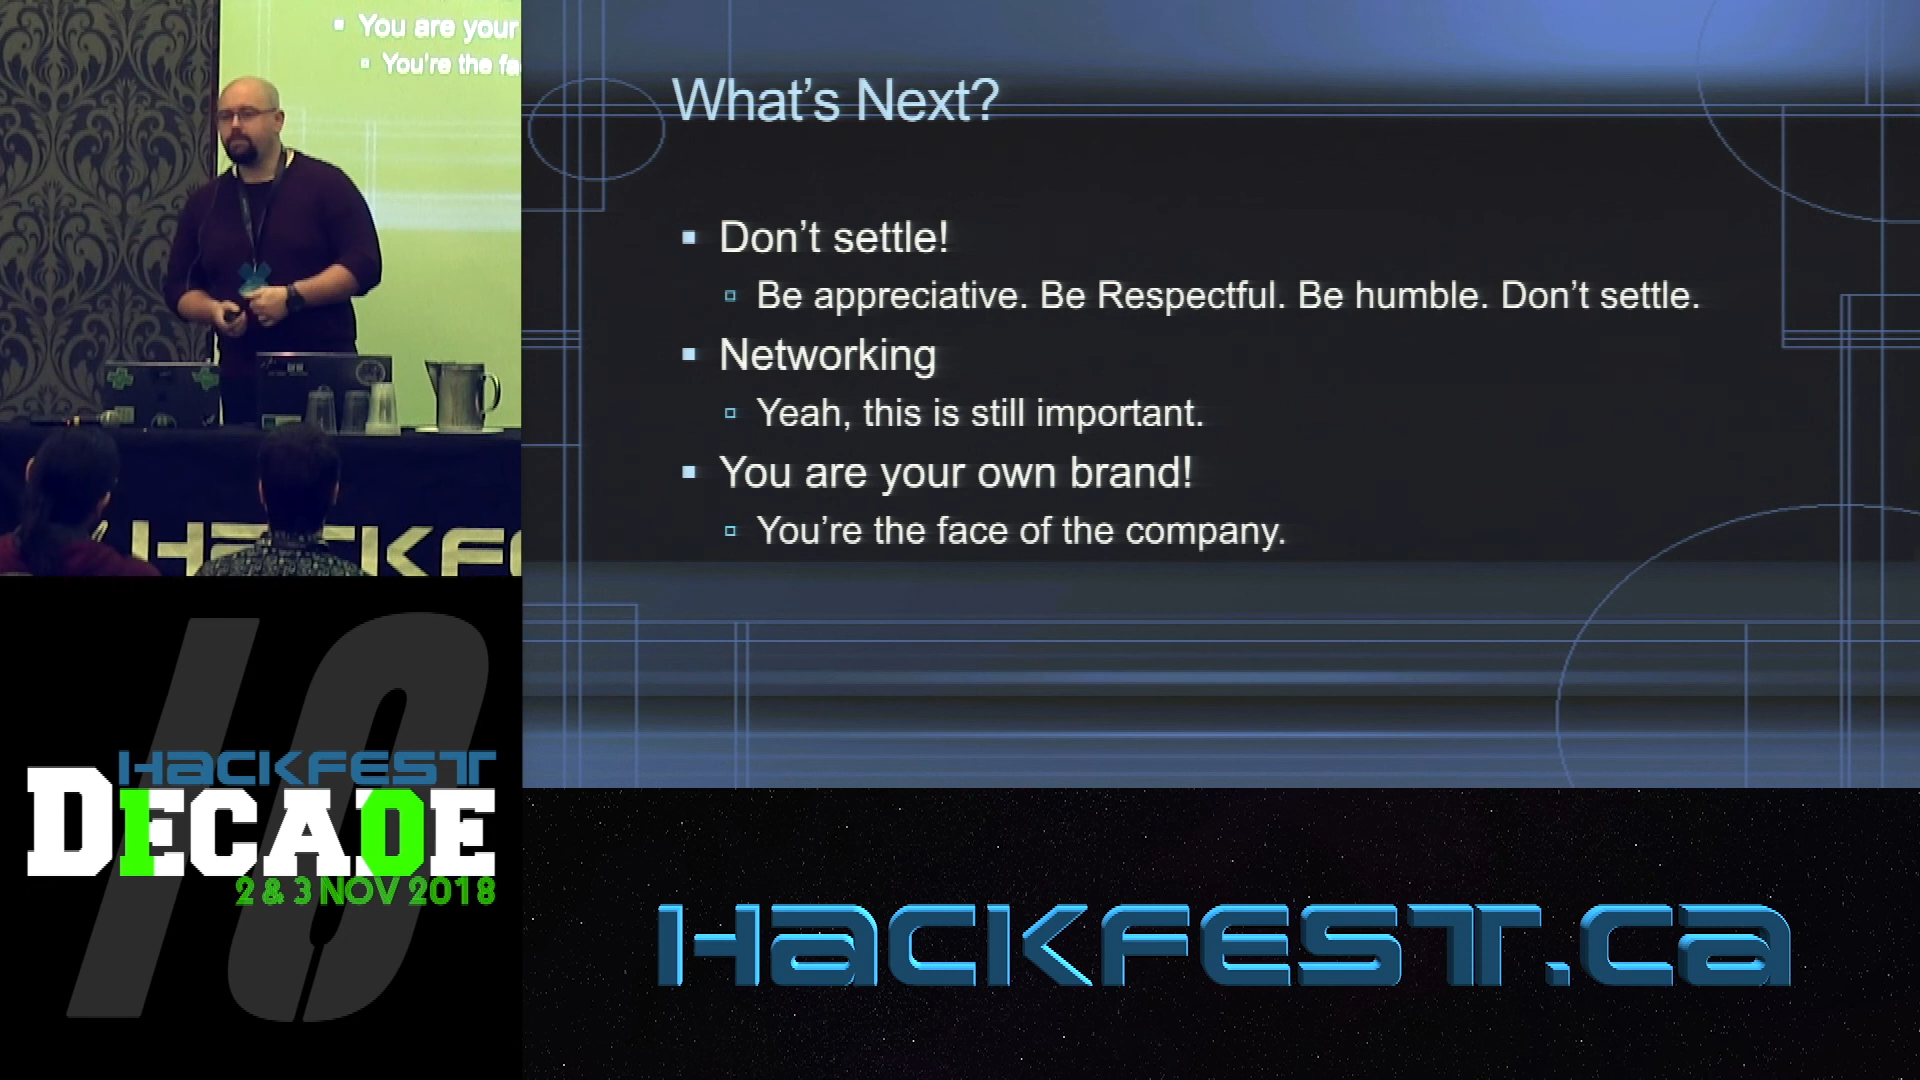 You are your
You're the fa
HACKFE
What's Next?
Don't settle!
Be appreciative. Be Respectful. Be humble. Don't settle.
Networking
Yeah, this is still important.
You are your own brand!
You're the face of the company.
10
HACKFEST
DECADE
2 & 3 NOV 2018
HACKFEST.ca